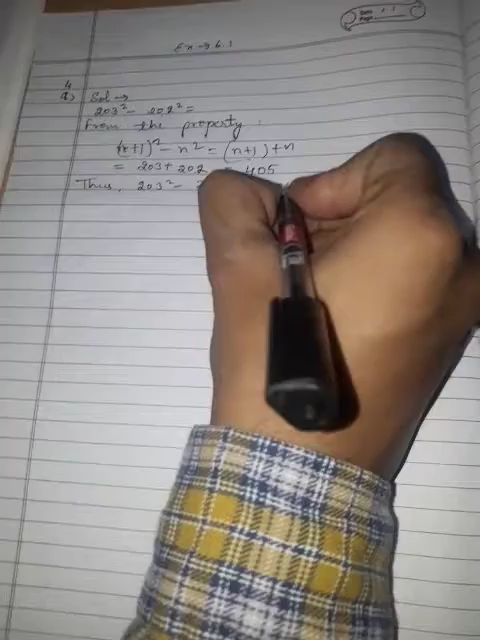 Ex → 6.1
4
Sol →
203² - 202² =
From the property :
(n+1)² - n² = (n+1) + n
= 203 + 202 = 405
Thus, 203² -